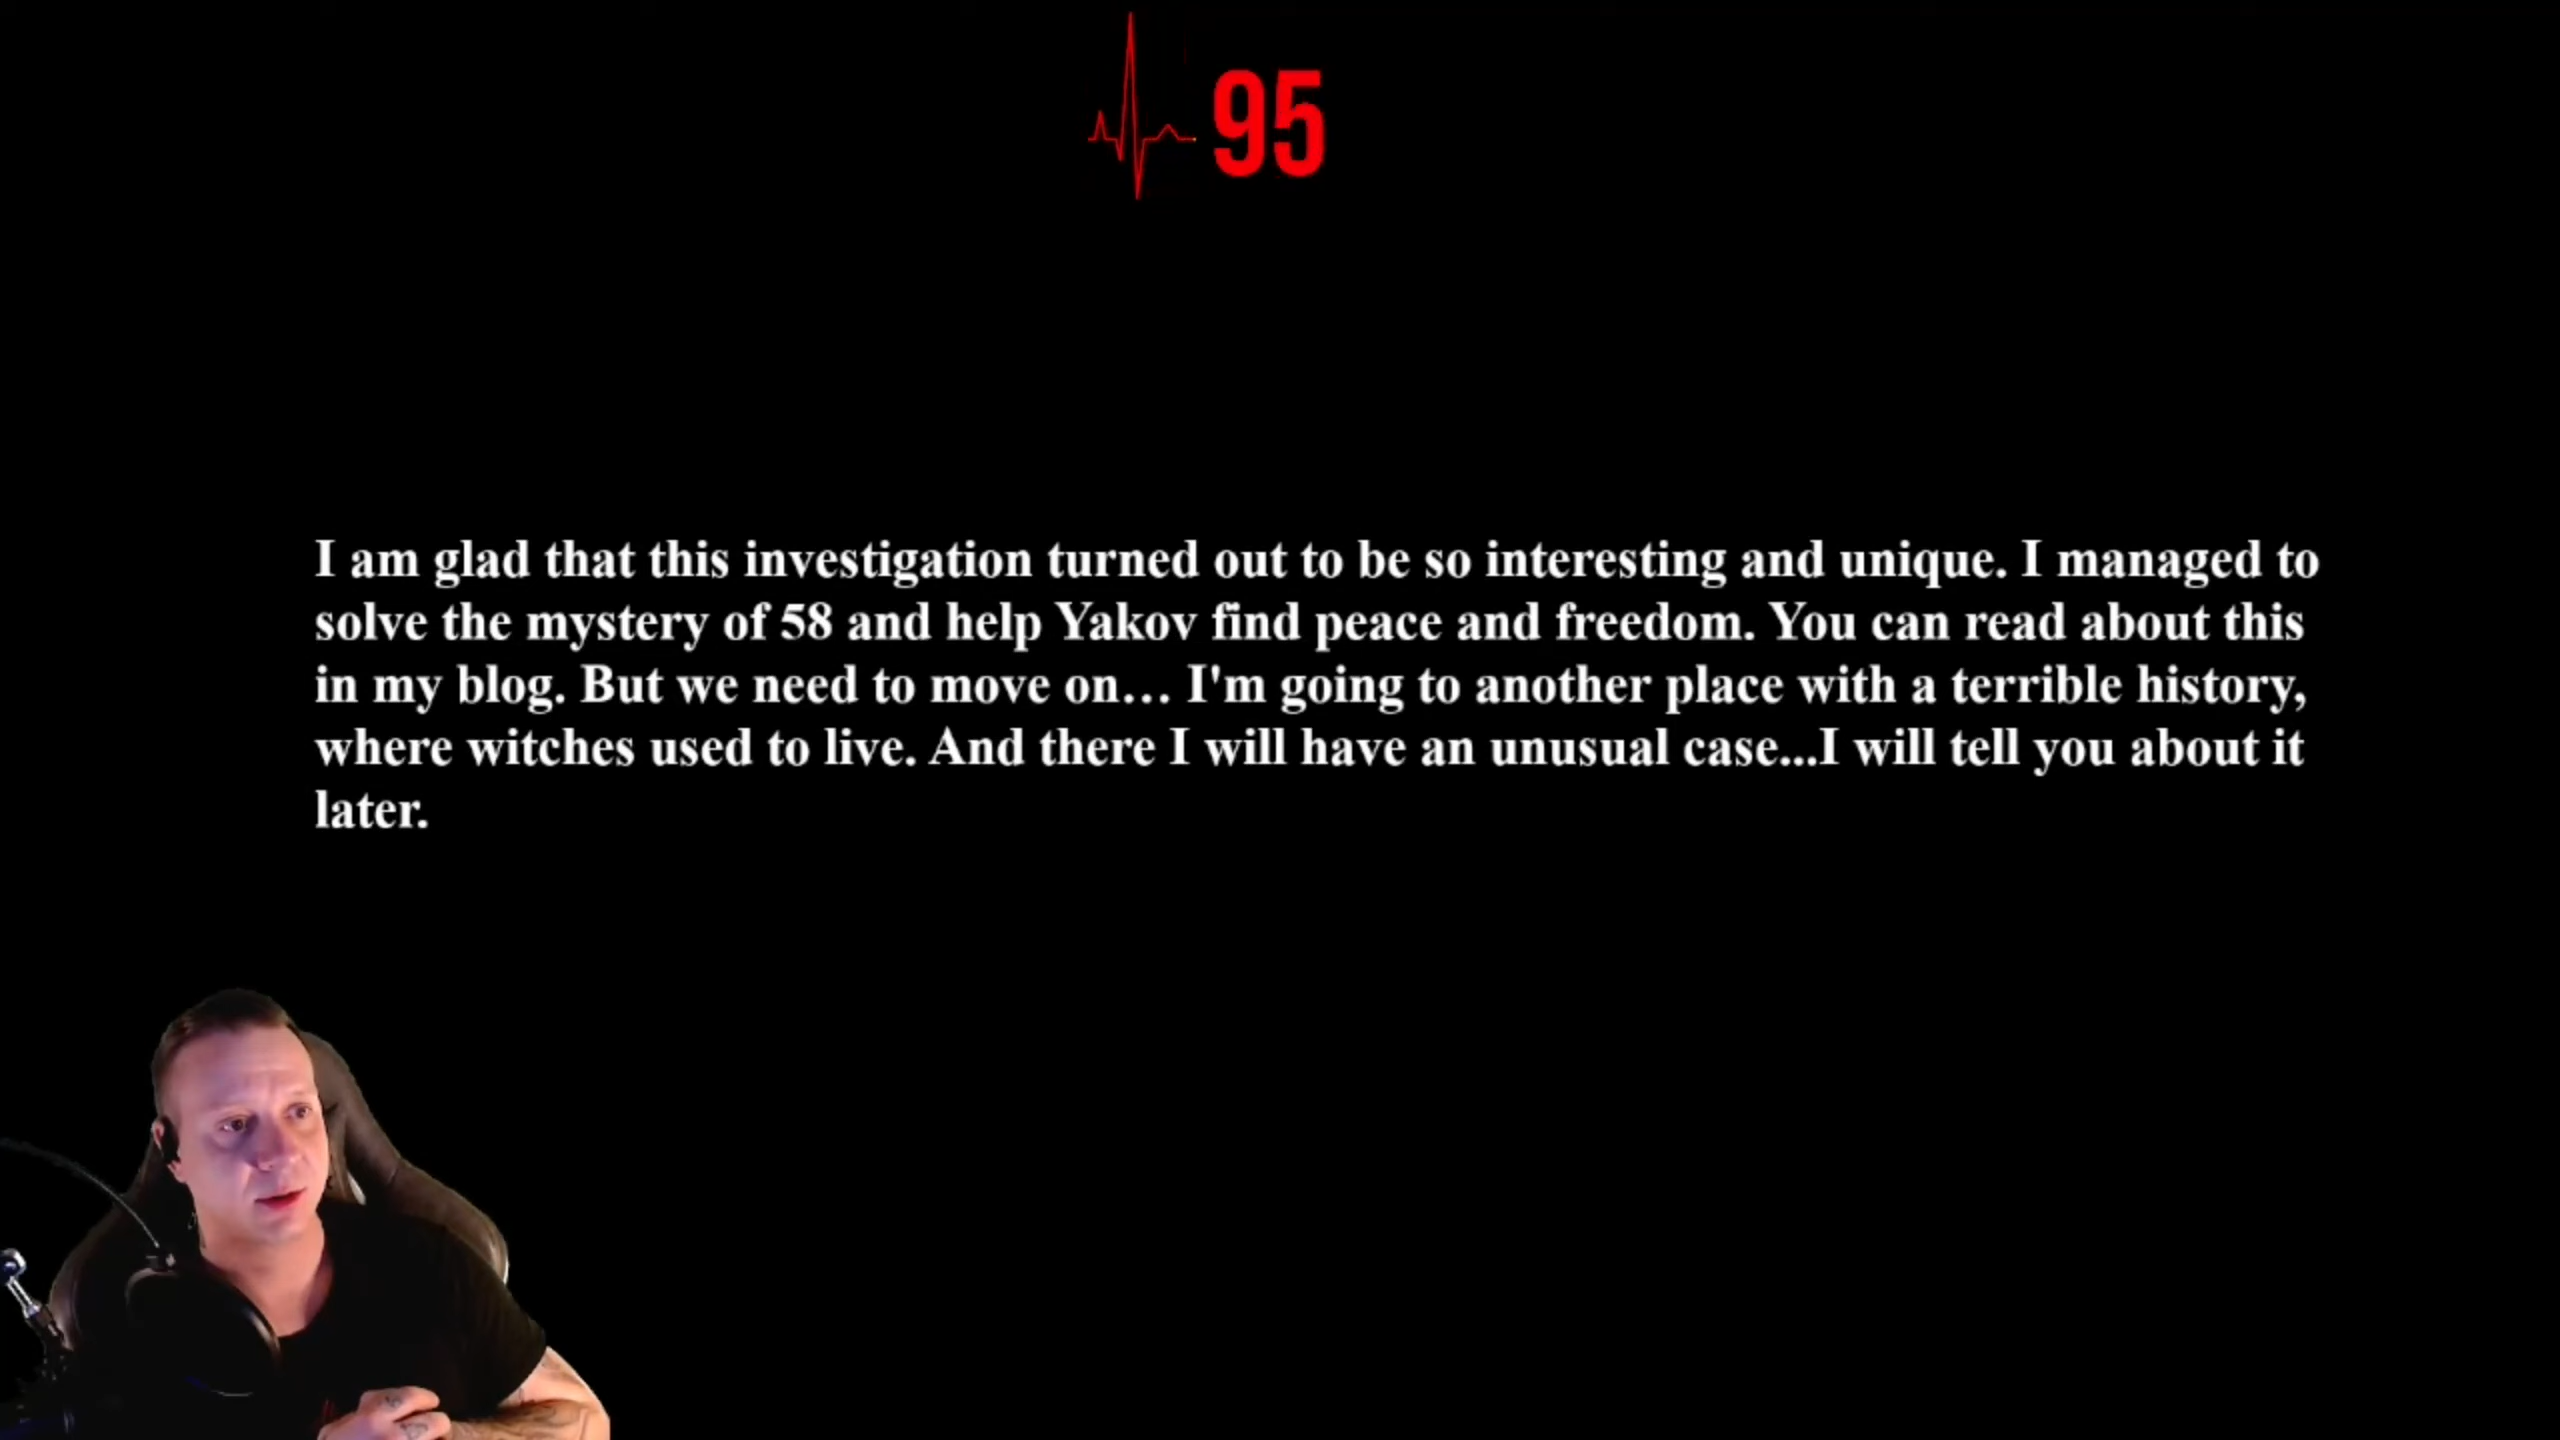 95
I am glad that this investigation turned out to be so interesting and unique. I managed to
solve the mystery of 58 and help Yakov find peace and freedom. You can read about this
in my blog. But we need to move on… I'm going to another place with a terrible history,
where witches used to live. And there I will have an unusual case...I will tell you about it
later.